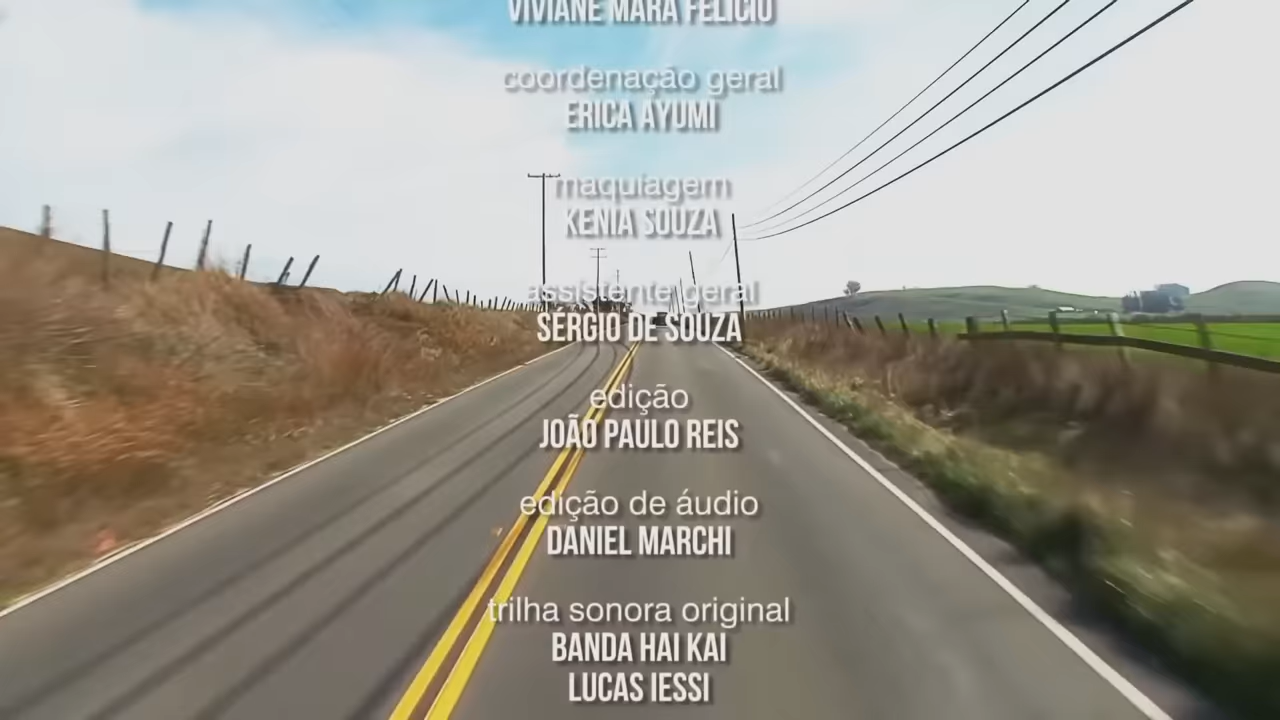 VIVIANE MARA FELICIO
coordenação geral
ERICA AYUMI
maquiagem
KENIA SOUZA
assistente geral
SÉRGIO DE SOUZA
edição
JOÃO PAULO REIS
edição de áudio
DANIEL MARCHI
trilha sonora original
BANDA HAI KAI
LUCAS IESSI